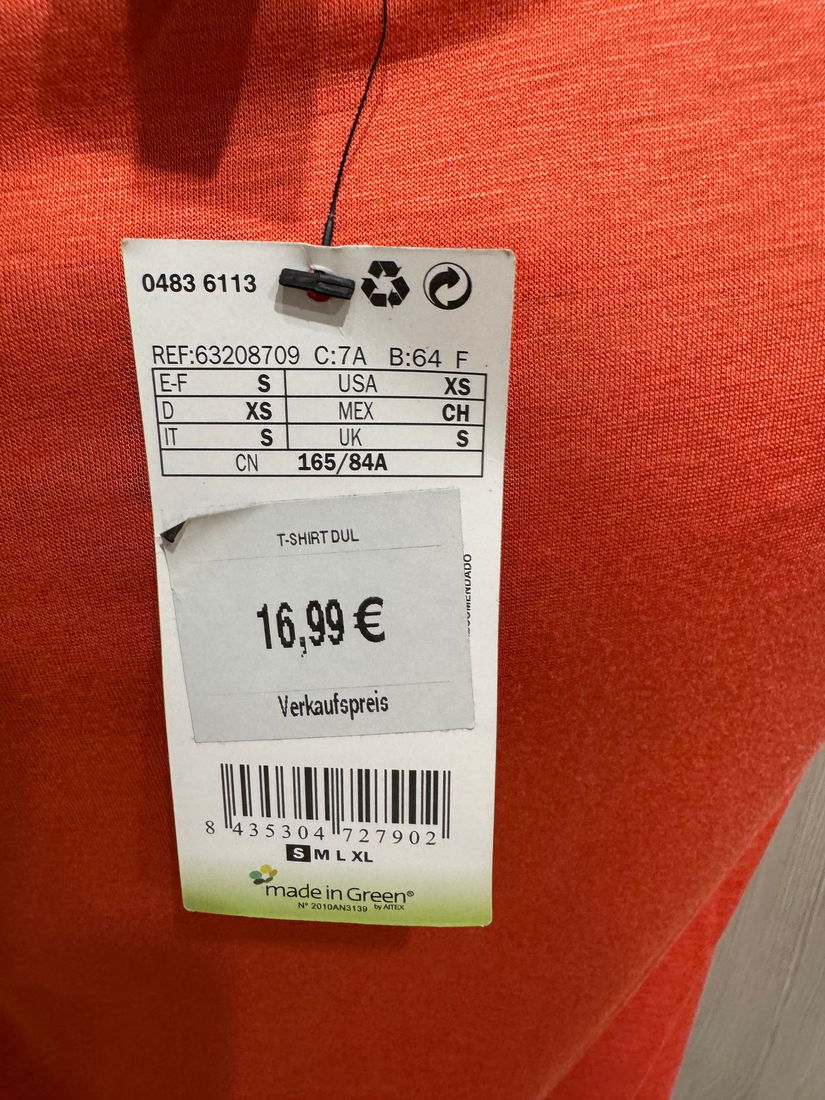 0483 6113
REF:63208709 C:7A B:64 F
E-F S USA XS
D XS MEX CH
IT S UK S
CN 165/84A
T-SHIRT DUL
16,99 €
Verkaufspreis
8 435304 727902
S M L XL
made in Green®
by AITEX
Nº 2010AN3139